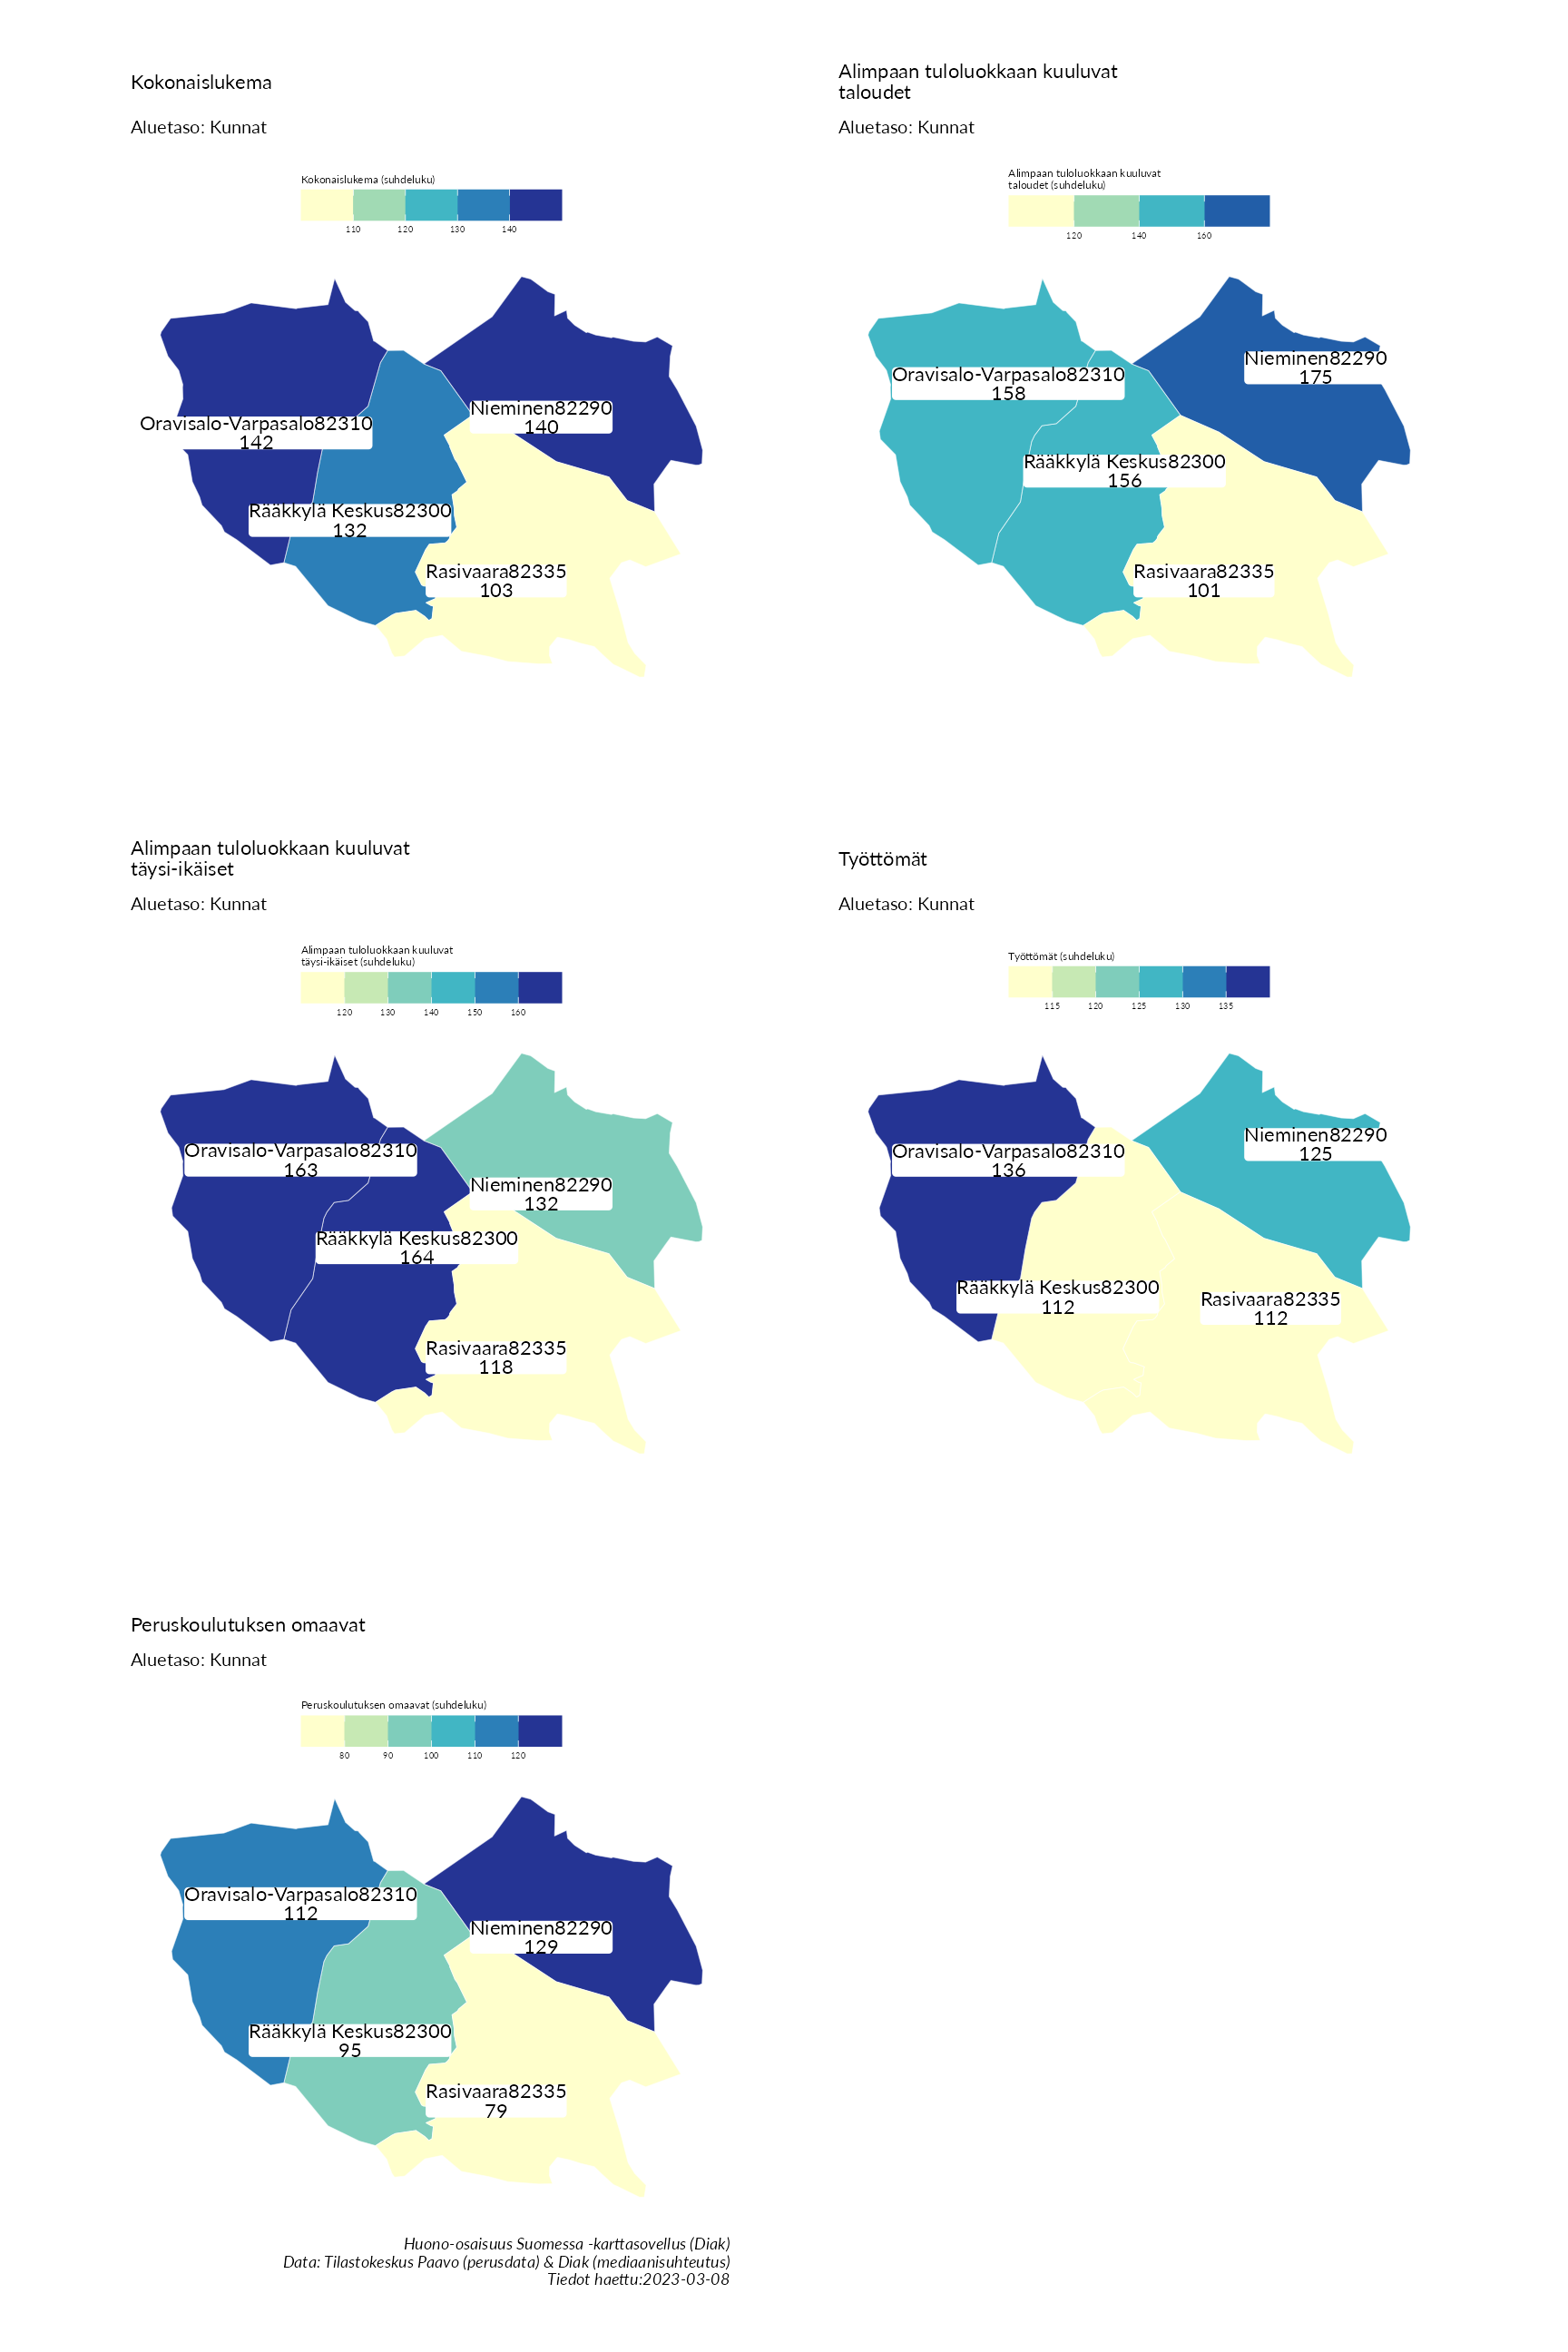 Kokonaislukema
Aluetaso: Kunnat
Kokonaislukema (suhdeluku)
110 120 130 140
Oravisalo-Varpasalo82310
142
Nieminen82290
140
Rääkkylä Keskus82300
132
Rasivaara82335
103
Alimpaan tuloluokkaan kuuluvat
taloudet
Aluetaso: Kunnat
Alimpaan tuloluokkaan kuuluvat
taloudet (suhdeluku)
120 140 160
Nieminen82290
175
Oravisalo-Varpasalo82310
158
Rääkkylä Keskus82300
156
Rasivaara82335
101
Alimpaan tuloluokkaan kuuluvat
täysi-ikäiset
Aluetaso: Kunnat
Alimpaan tuloluokkaan kuuluvat
täysi-ikäiset (suhdeluku)
120 130 140 150 160
Oravisalo-Varpasalo82310
163
Nieminen82290
132
Rääkkylä Keskus82300
164
Rasivaara82335
118
Työttömät
Aluetaso: Kunnat
Työttömät (suhdeluku)
115 120 125 130 135
Nieminen82290
125
Oravisalo-Varpasalo82310
136
Rääkkylä Keskus82300
112
Rasivaara82335
112
Peruskoulutuksen omaavat
Aluetaso: Kunnat
Peruskoulutuksen omaavat (suhdeluku)
80 90 100 110 120
Oravisalo-Varpasalo82310
112
Nieminen82290
129
Rääkkylä Keskus82300
95
Rasivaara82335
79
Huono-osaisuus Suomessa -karttasovellus (Diak)
Data: Tilastokeskus Paavo (perusdata) & Diak (mediaanisuhteutus)
Tiedot haettu:2023-03-08